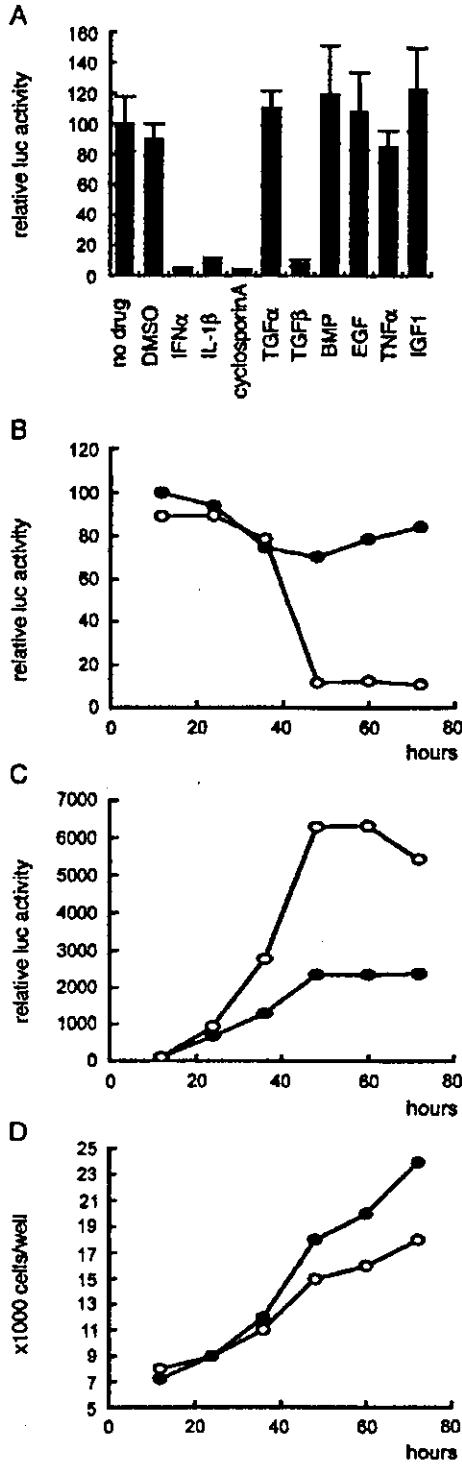 A
relative luc activity
160
140
120
100
80
60
40
20
0
no drug
DMSO
IFNα
IL-1β
cyclosporinA
TGFα
TGFβ
BMP
EGF
TNFα
IGF1
B
relative luc activity
120
100
80
60
40
20
0
0 20 40 60 80
hours
C
relative luc activity
7000
6000
5000
4000
3000
2000
1000
0
0 20 40 60 80
hours
D
x1000 cells/well
25
23
21
19
17
15
13
11
9
7
5
0 20 40 60 80
hours